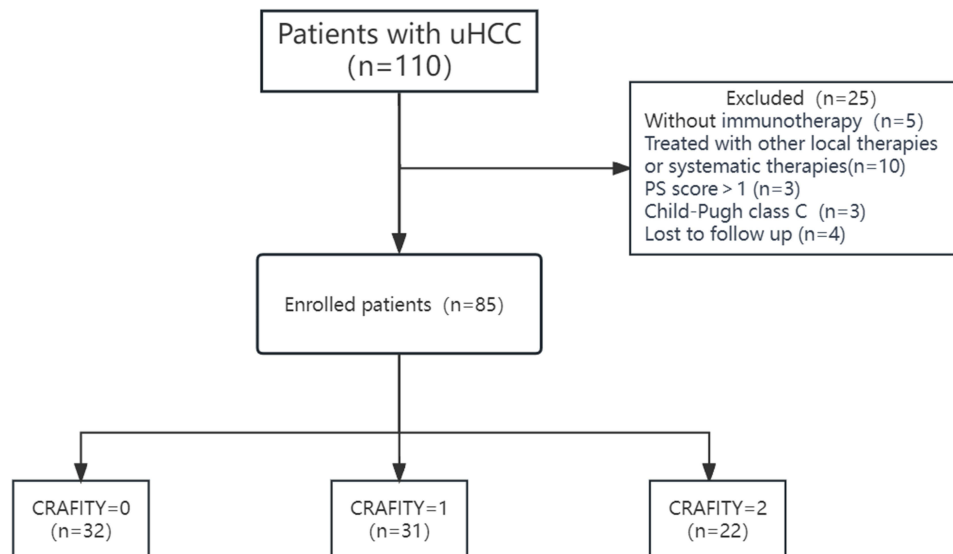 Patients with uHCC
(n=110)
Excluded (n=25)
Without immunotherapy (n=5)
Treated with other local therapies
or systematic therapies(n=10)
PS score > 1 (n=3)
Child-Pugh class C (n=3)
Lost to follow up (n=4)
Enrolled patients (n=85)
CRAFITY=0
(n=32)
CRAFITY=1
(n=31)
CRAFITY=2
(n=22)